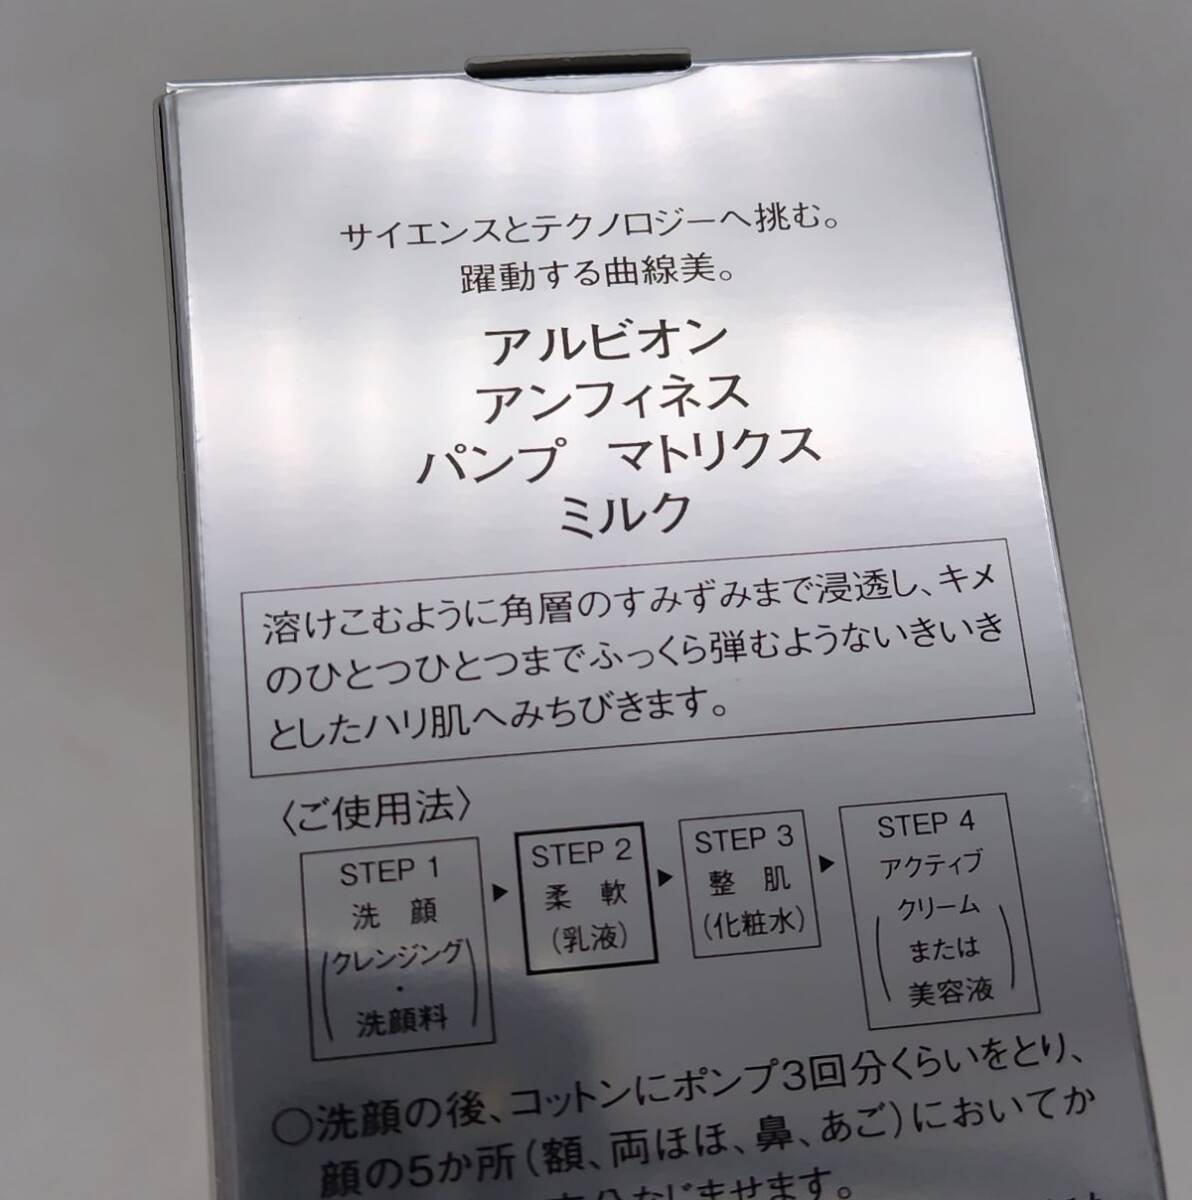 サイエンスとテクノロジーへ挑む。
躍動する曲線美。
アルビオン
アンフィネス
パンプ マトリクス
ミルク
溶けこむように角層のすみずみまで浸透し、キメ
のひとつひとつまでふっくら弾むようないきいき
としたハリ肌へみちびきます。
〈ご使用法〉
STEP 1
洗 顔
(クレンジング
・
洗顔料)
▶
STEP 2
柔 軟
(乳液)
▶
STEP 3
整 肌
(化粧水)
▶
STEP 4
アクティブ
クリーム
(または
美容液)
○洗顔の後、コットンにポンプ3回分くらいをとり、
顔の5か所(額、両ほほ、鼻、あご)においてか
なじませます。